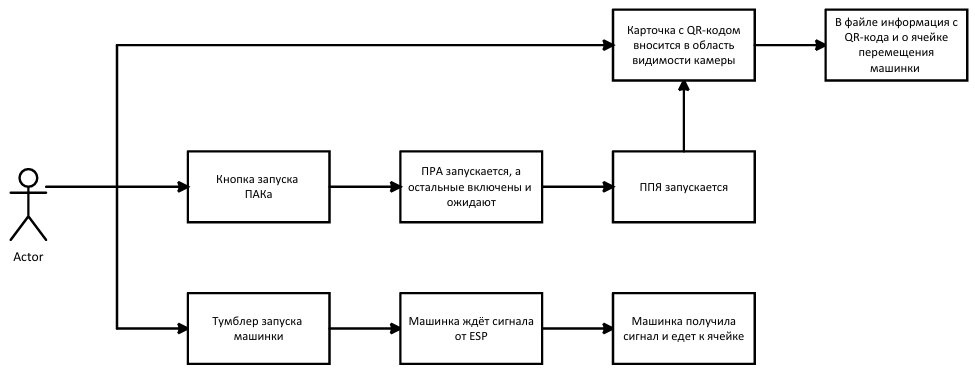 Карточка с QR-кодом
вносится в область
видимости камеры
В файле информация с
QR-кода и о ячейке
перемещения
машинки
Кнопка запуска
ПАКа
ПРА запускается, а
остальные включены и
ожидают
ППЯ запускается
Actor
Тумблер запуска
машинки
Машинка ждёт сигнала
от ESP
Машинка получила
сигнал и едет к ячейке